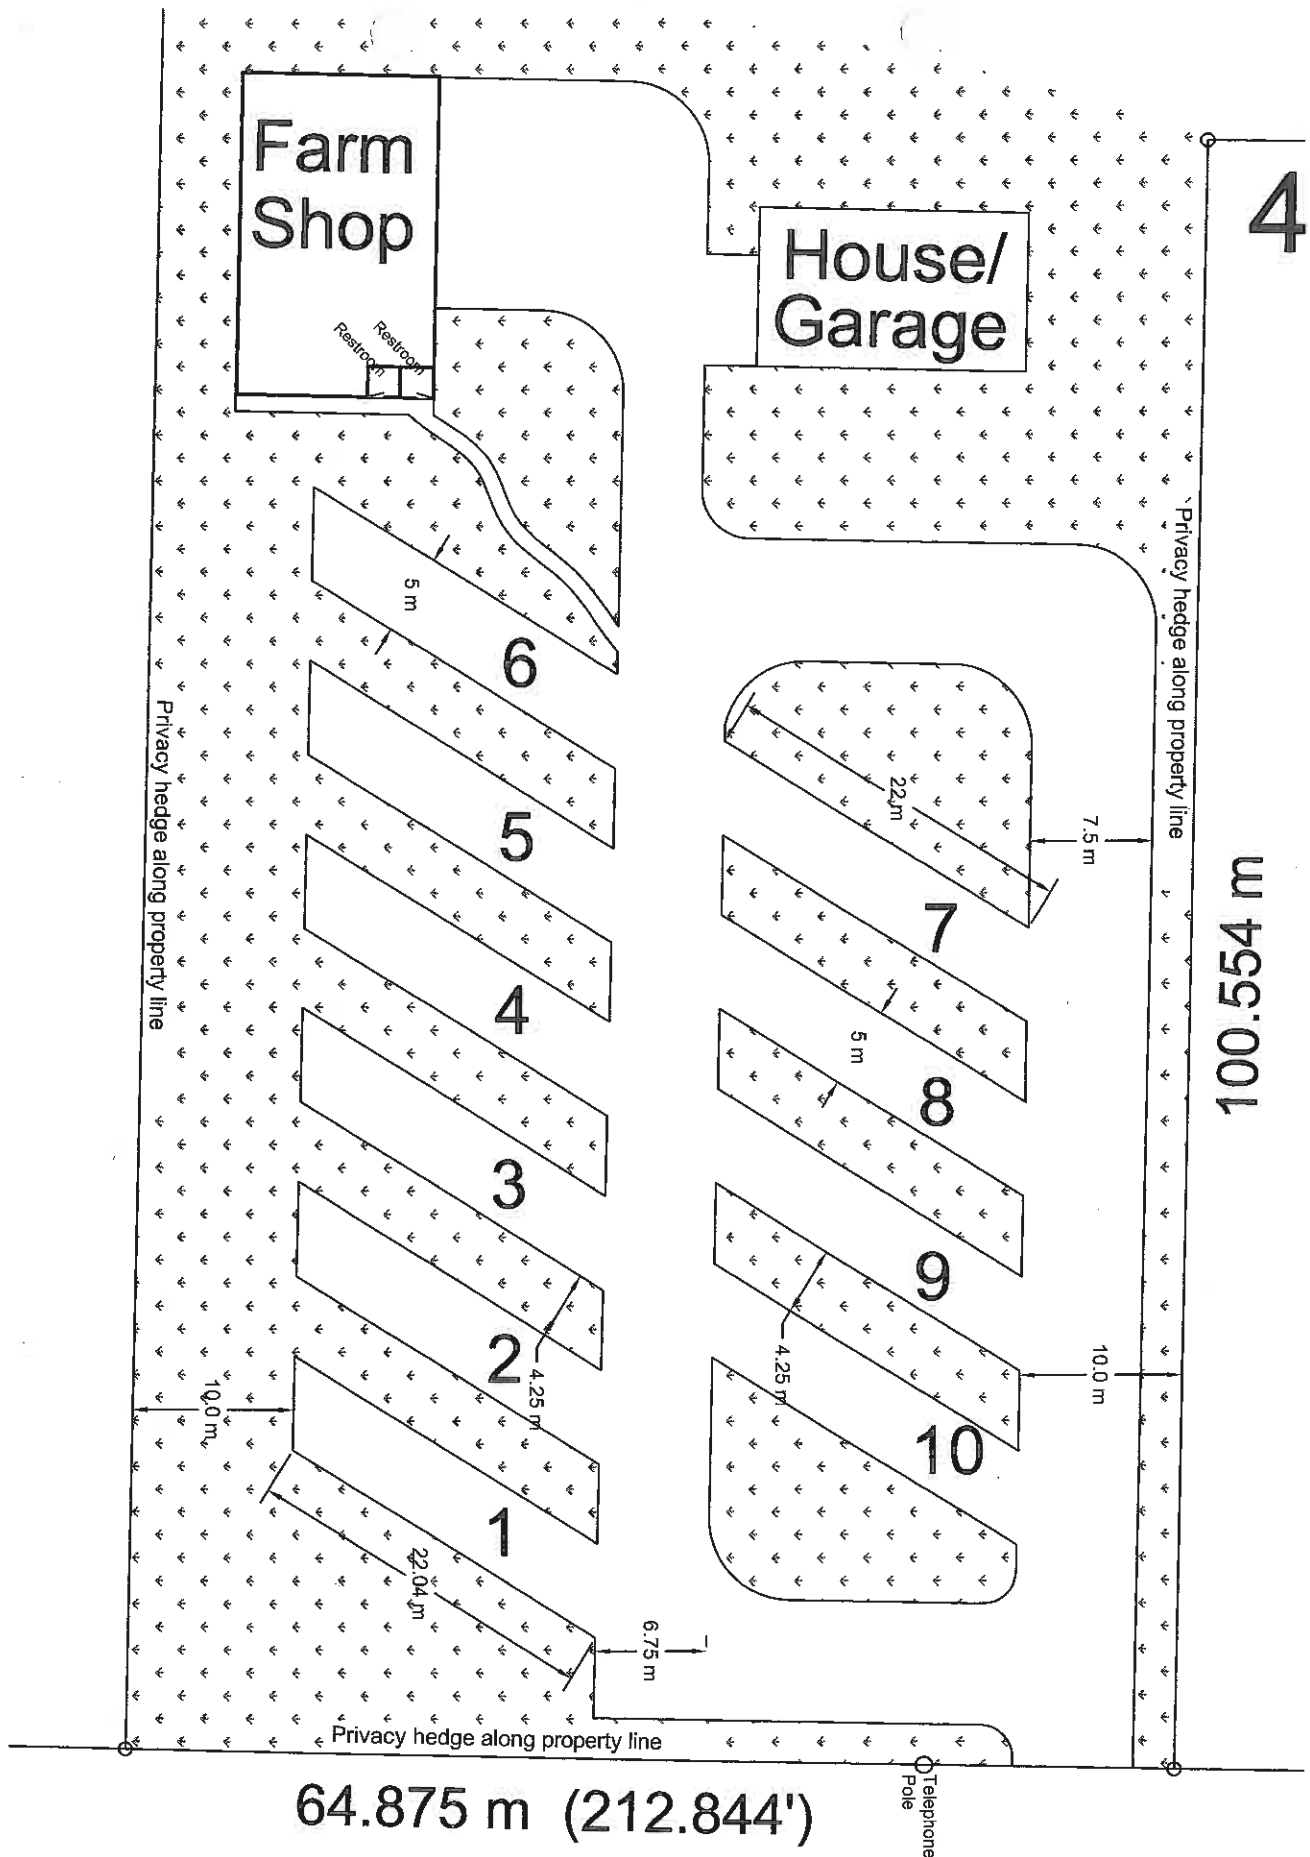 Farm
Shop
House/
Garage
4
Restroom
Restroom
Privacy hedge along property line
5 m
6
22 m
7.5 m
Privacy hedge along property line
5
7
100.554 m
4
5 m
8
3
9
2
4.25 m
4.25 m
10.0 m
10.0 m
10
1
22.04 m
6.75 m
Privacy hedge along property line
64.875 m (212.844')
Telephone
Pole